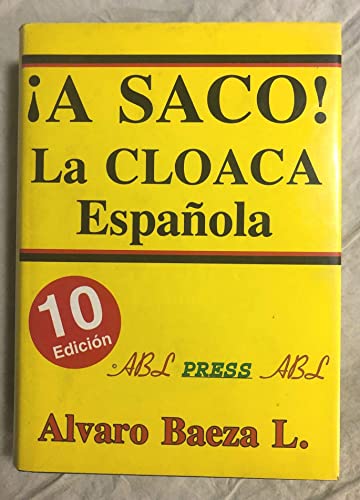 ¡A SACO!
La CLOACA
Española
10
Edición
ABL PRESS ABL
Alvaro Baeza L.